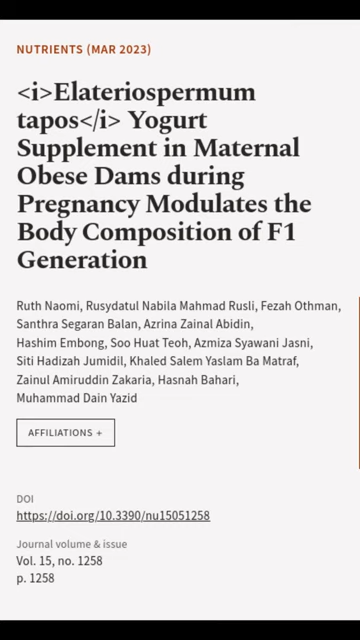 NUTRIENTS (MAR 2023)
<i>Elateriospermum
tapos</i> Yogurt
Supplement in Maternal
Obese Dams during
Pregnancy Modulates the
Body Composition of F1
Generation
Ruth Naomi, Rusydatul Nabila Mahmad Rusli, Fezah Othman,
Santhra Segaran Balan, Azrina Zainal Abidin,
Hashim Embong, Soo Huat Teoh, Azmiza Syawani Jasni,
Siti Hadizah Jumidil, Khaled Salem Yaslam Ba Matraf,
Zainul Amiruddin Zakaria, Hasnah Bahari,
Muhammad Dain Yazid
AFFILIATIONS +
DOI
https://doi.org/10.3390/nu15051258
Journal volume & issue
Vol. 15, no. 1258
p. 1258